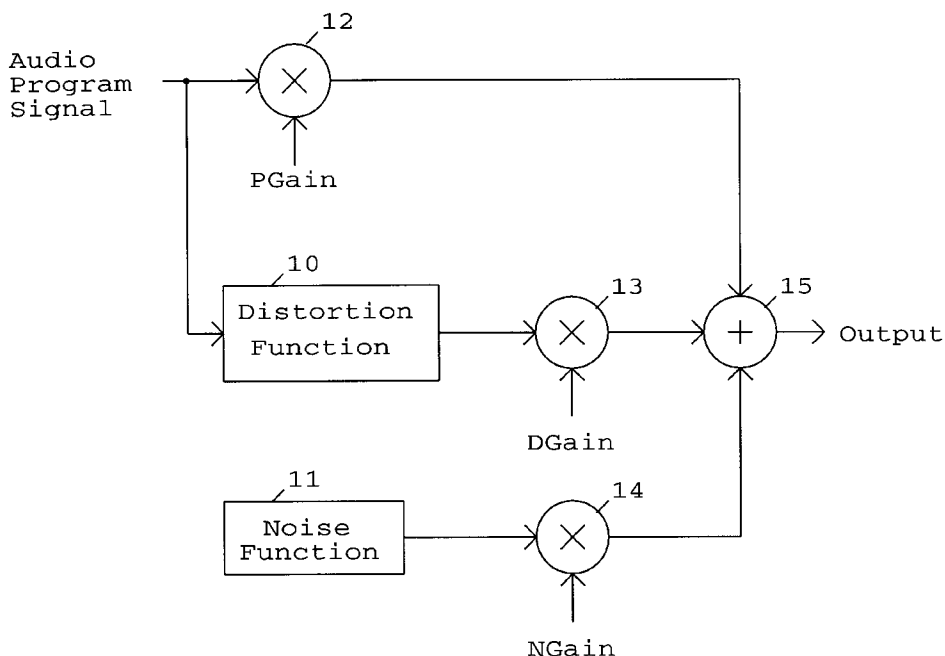 12
Audio
Program
Signal
PGain
10
Distortion
Function
13
15
Output
DGain
11
Noise
Function
14
NGain